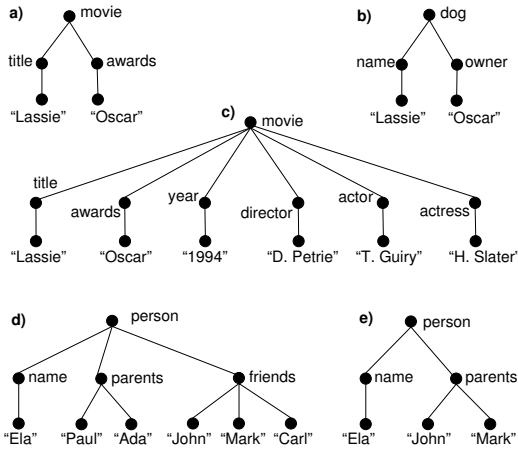 a) movie
title awards
“Lassie” “Oscar”
b) dog
name owner
“Lassie” “Oscar”
c) movie
title awards year director actor actress
“Lassie” “Oscar” “1994” “D. Petrie” “T. Guiry” “H. Slater’
d) person
name parents friends
“Ela” “Paul” “Ada” “John” “Mark” “Carl”
e) person
name parents
“Ela” “John” “Mark”